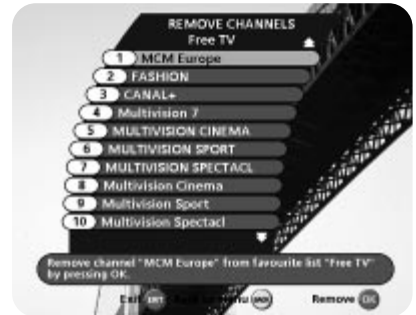 REMOVE CHANNELS
Free TV
1 MCM Europe
2 FASHION
3 CANAL+
4 Multivision 7
5 MULTIVISION CINEMA
6 MULTIVISION SPORT
7 MULTIVISION SPECTACL
8 Multivision Cinema
9 Multivision Sport
10 Multivision Spectacl
Remove channel "MCM Europe" from favourite list "Free TV"
by pressing OK.
Exit Menu Remove OK